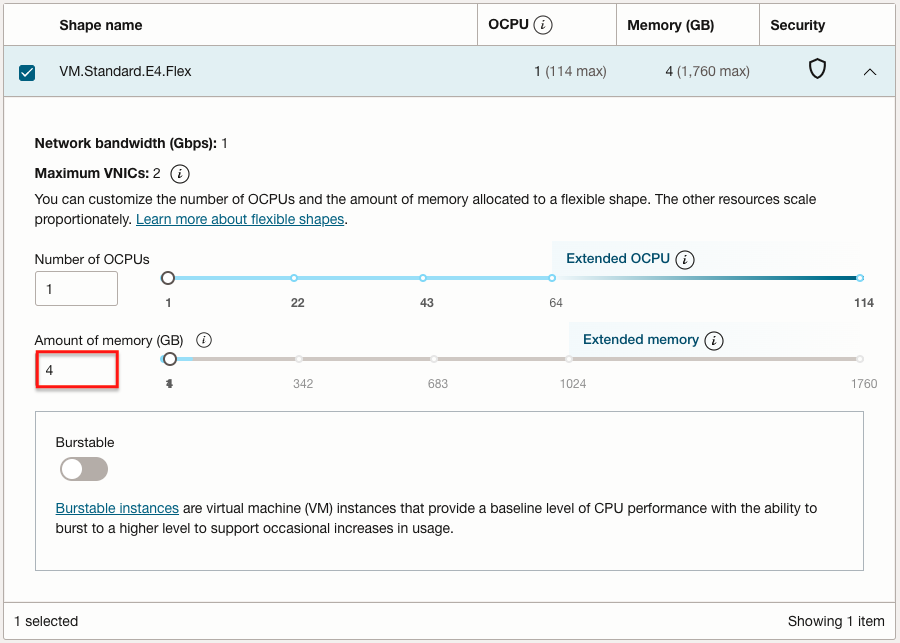 Shape name OCPU i Memory (GB) Security
VM.Standard.E4.Flex 1 (114 max) 4 (1,760 max)
Network bandwidth (Gbps): 1
Maximum VNICs: 2 i
You can customize the number of OCPUs and the amount of memory allocated to a flexible shape. The other resources scale
proportionately. Learn more about flexible shapes.
Number of OCPUs
Extended OCPU i
1
1 22 43 64 114
Amount of memory (GB) i
Extended memory i
4
342 683 1024 1760
Burstable
Burstable instances are virtual machine (VM) instances that provide a baseline level of CPU performance with the ability to
burst to a higher level to support occasional increases in usage.
1 selected Showing 1 item